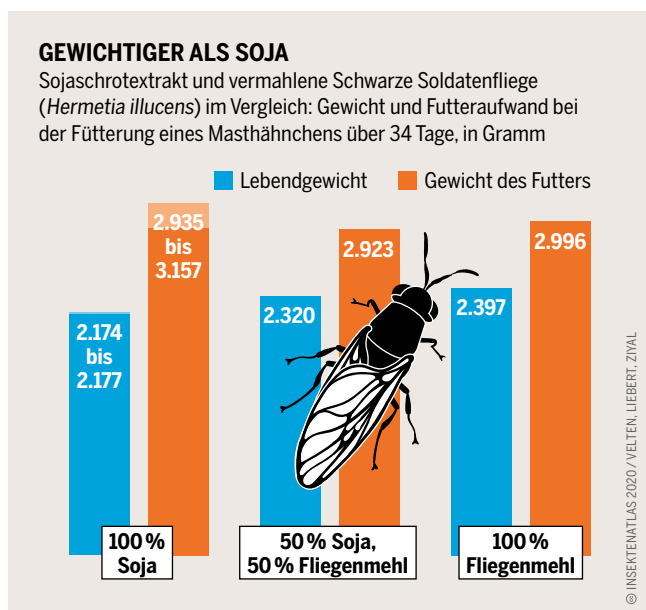 GEWICHTIGER ALS SOJA
Sojaschrotextrakt und vermahlene Schwarze Soldatenfliege
(Hermetia illucens) im Vergleich: Gewicht und Futteraufwand bei
der Fütterung eines Masthähnchens über 34 Tage, in Gramm
Lebendgewicht
Gewicht des Futters
2.174
bis
2.177
2.935
bis
3.157
2.320
2.923
2.397
2.996
100 %
Soja
50 % Soja,
50 % Fliegenmehl
100 %
Fliegenmehl
INSEKTENATLAS 2020 / VELTEN, LIEBERT, ZIYAL